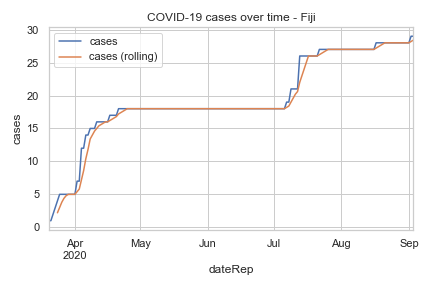 COVID-19 cases over time - Fiji
cases
cases (rolling)
30
25
20
15
10
5
0
cases
Apr
2020
May
Jun
Jul
Aug
Sep
dateRep